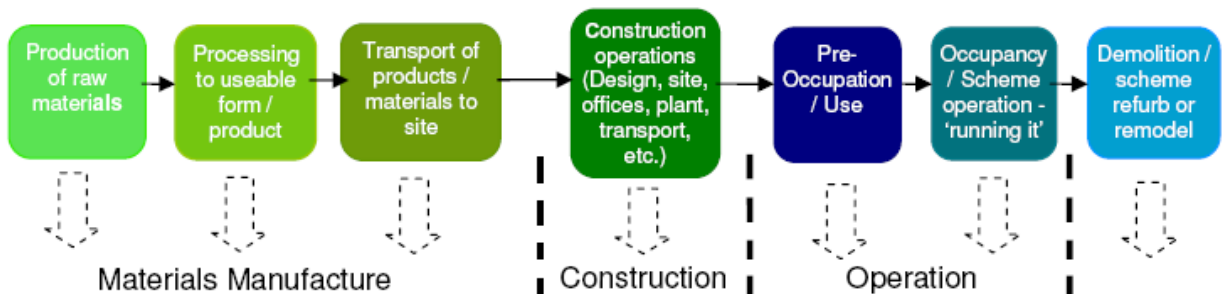 Production
of raw
materials
Processing
to useable
form /
product
Transport of
products /
materials to
site
Construction
operations
(Design, site,
offices, plant,
transport,
etc.)
Pre-
Occupation
/ Use
Occupancy
/ Scheme
operation -
‘running it’
Demolition /
scheme
refurb or
remodel
Materials Manufacture
Construction
Operation